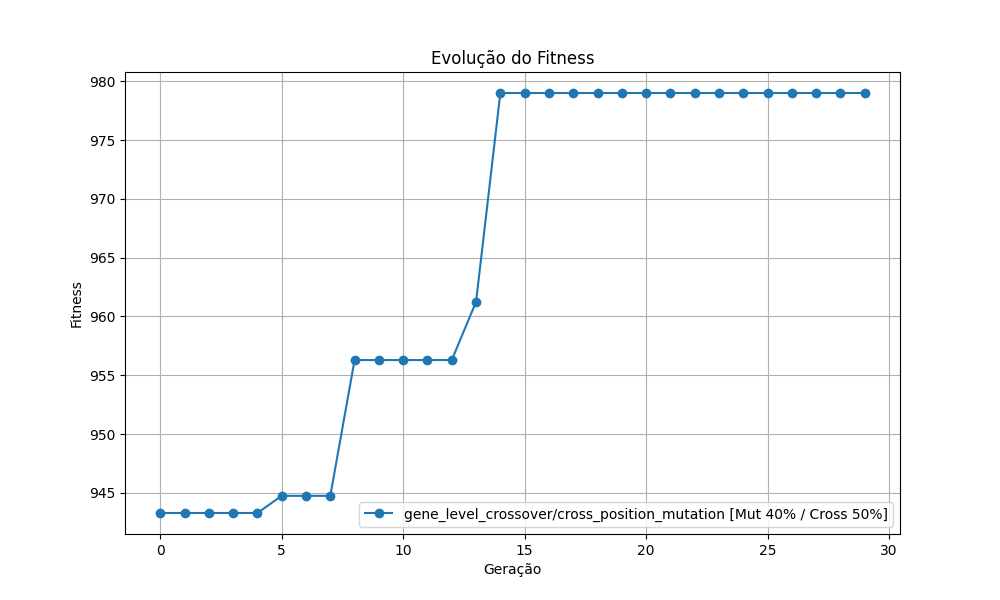 Evolução do Fitness
Fitness
980
975
970
965
960
955
950
945
gene_level_crossover/cross_position_mutation [Mut 40% / Cross 50%]
0 5 10 15 20 25 30
Geração